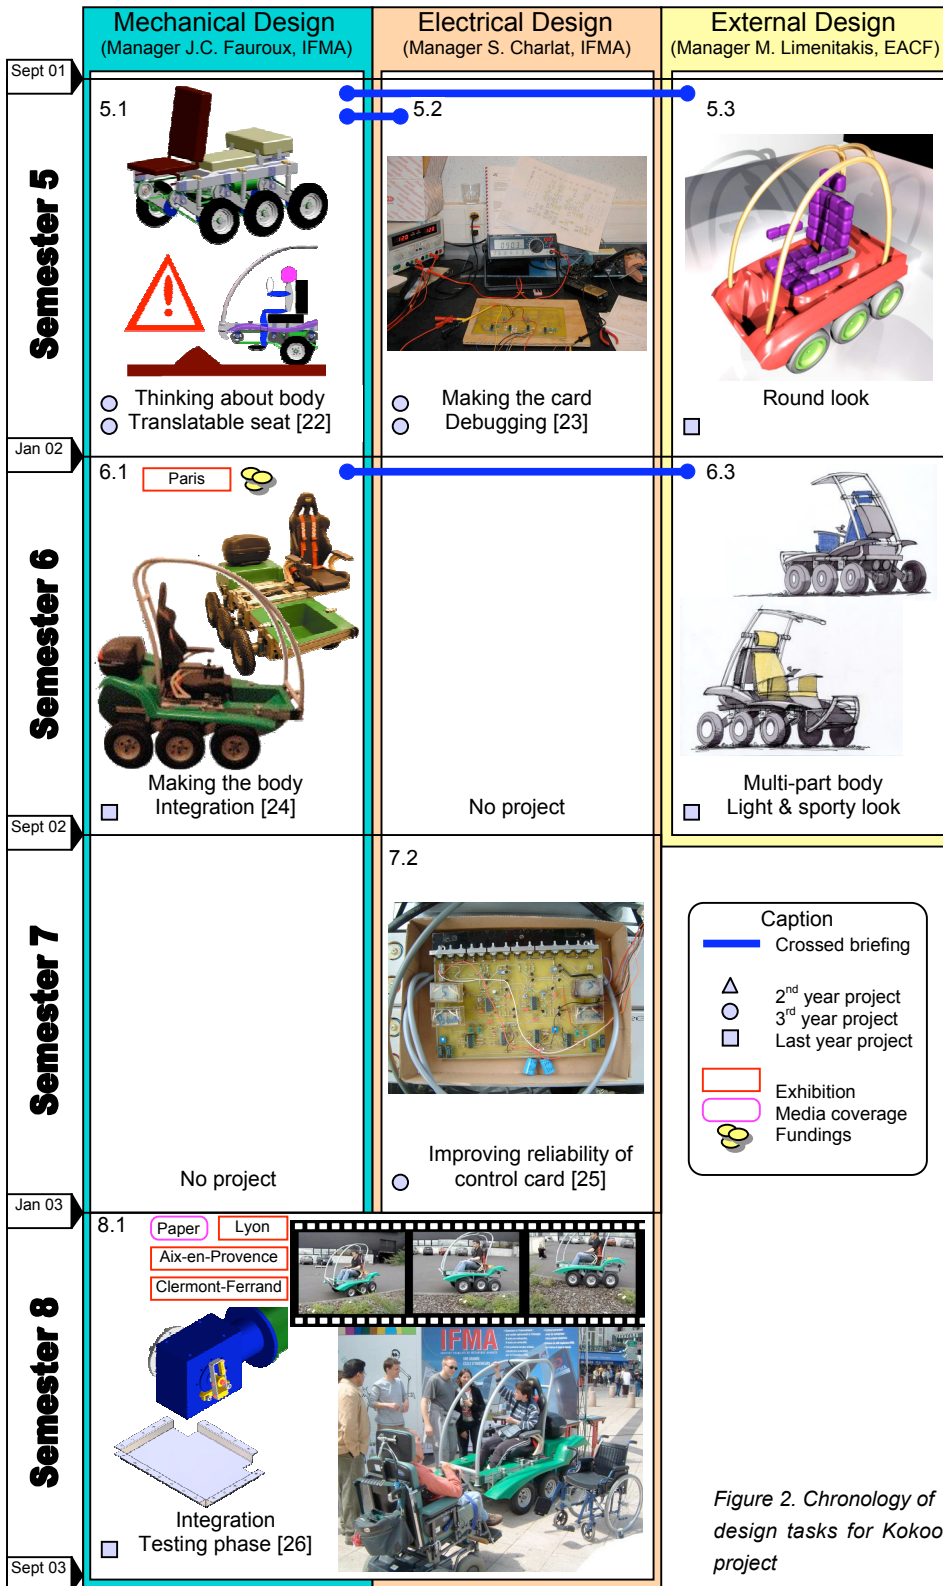 Mechanical Design
(Manager J.C. Fauroux, IFMA)
Electrical Design
(Manager S. Charlat, IFMA)
External Design
(Manager M. Limenitakis, EACF)
Sept 01
Semester 5
5.1
Thinking about body
Translatable seat [22]
5.2
Making the card
Debugging [23]
5.3
Round look
Jan 02
Semester 6
6.1
Paris
Making the body
Integration [24]
No project
6.3
Multi-part body
Light & sporty look
Sept 02
Semester 7
No project
7.2
Improving reliability of
control card [25]
Caption
Crossed briefing
2nd year project
3rd year project
Last year project
Exhibition
Media coverage
Fundings
Jan 03
Semester 8
8.1
Paper
Lyon
Aix-en-Provence
Clermont-Ferrand
IFMA
Integration
Testing phase [26]
Sept 03
Figure 2. Chronology of
design tasks for Kokoo
project